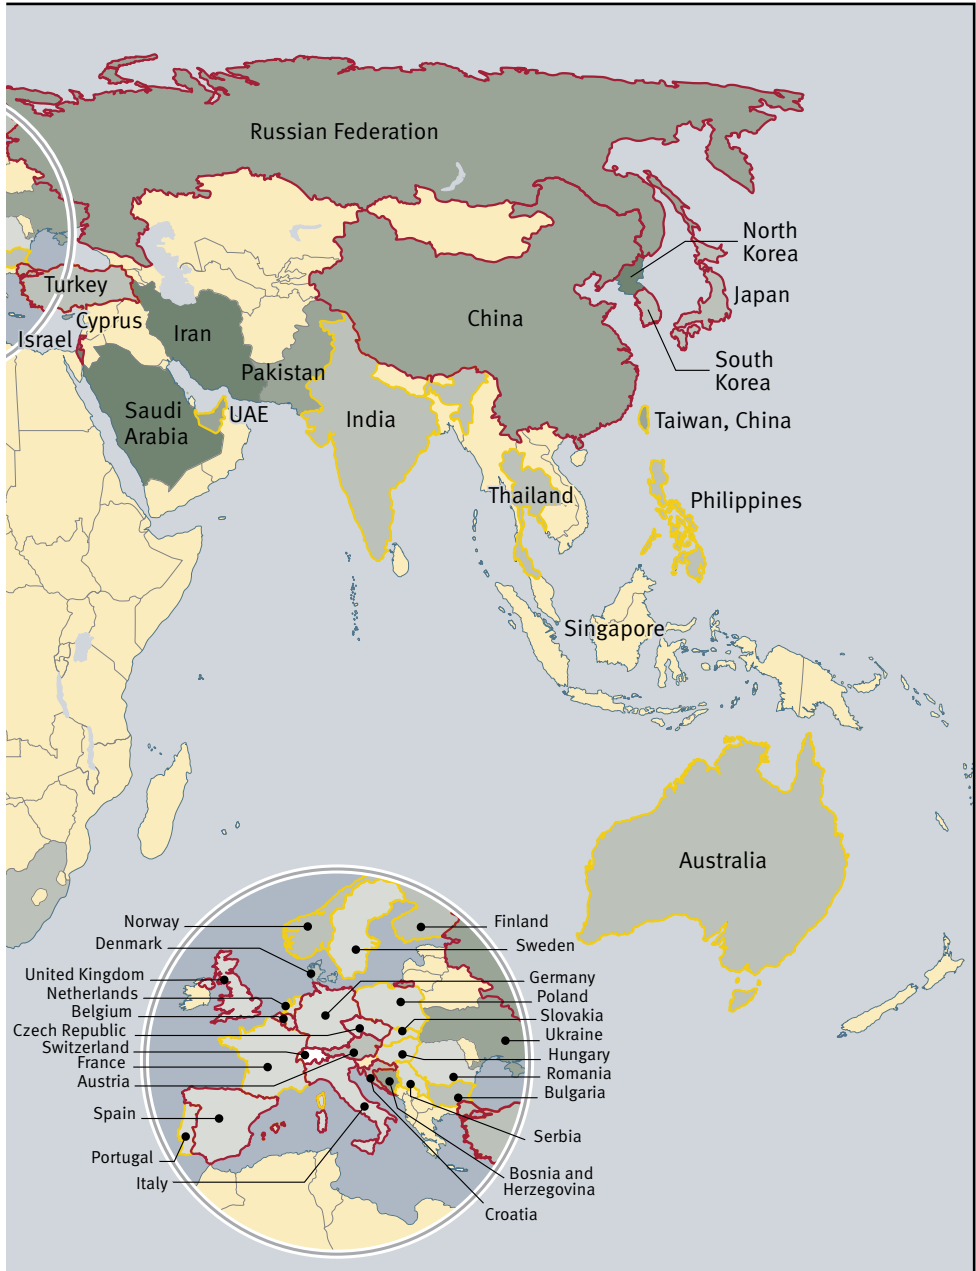 Russian Federation
North
Korea
Turkey
Japan
Cyprus
China
Iran
Israel
South
Korea
Pakistan
Saudi
Arabia
UAE
India
Taiwan, China
Thailand
Philippines
Singapore
Australia
Norway
Finland
Denmark
Sweden
United Kingdom
Germany
Netherlands
Poland
Belgium
Slovakia
Czech Republic
Ukraine
Switzerland
Hungary
France
Romania
Austria
Bulgaria
Spain
Serbia
Portugal
Bosnia and
Herzegovina
Italy
Croatia